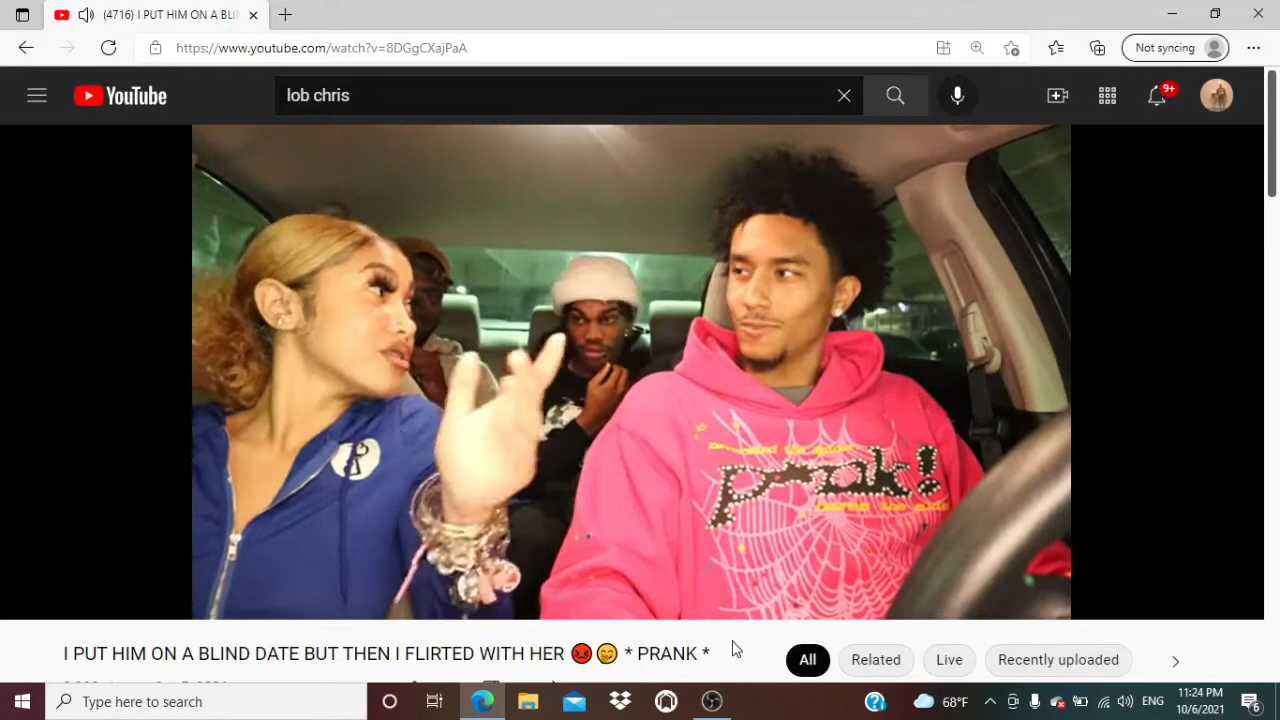 (4716) I PUT HIM ON A BLI
https://www.youtube.com/watch?v=8DGgCXajPaA
Not syncing
YouTube
lob chris
9+
p*nk!
I PUT HIM ON A BLIND DATE BUT THEN I FLIRTED WITH HER 😡🤭 * PRANK *
All
Related
Live
Recently uploaded
Type here to search
68°F
ENG
11:24 PM
10/6/2021
6